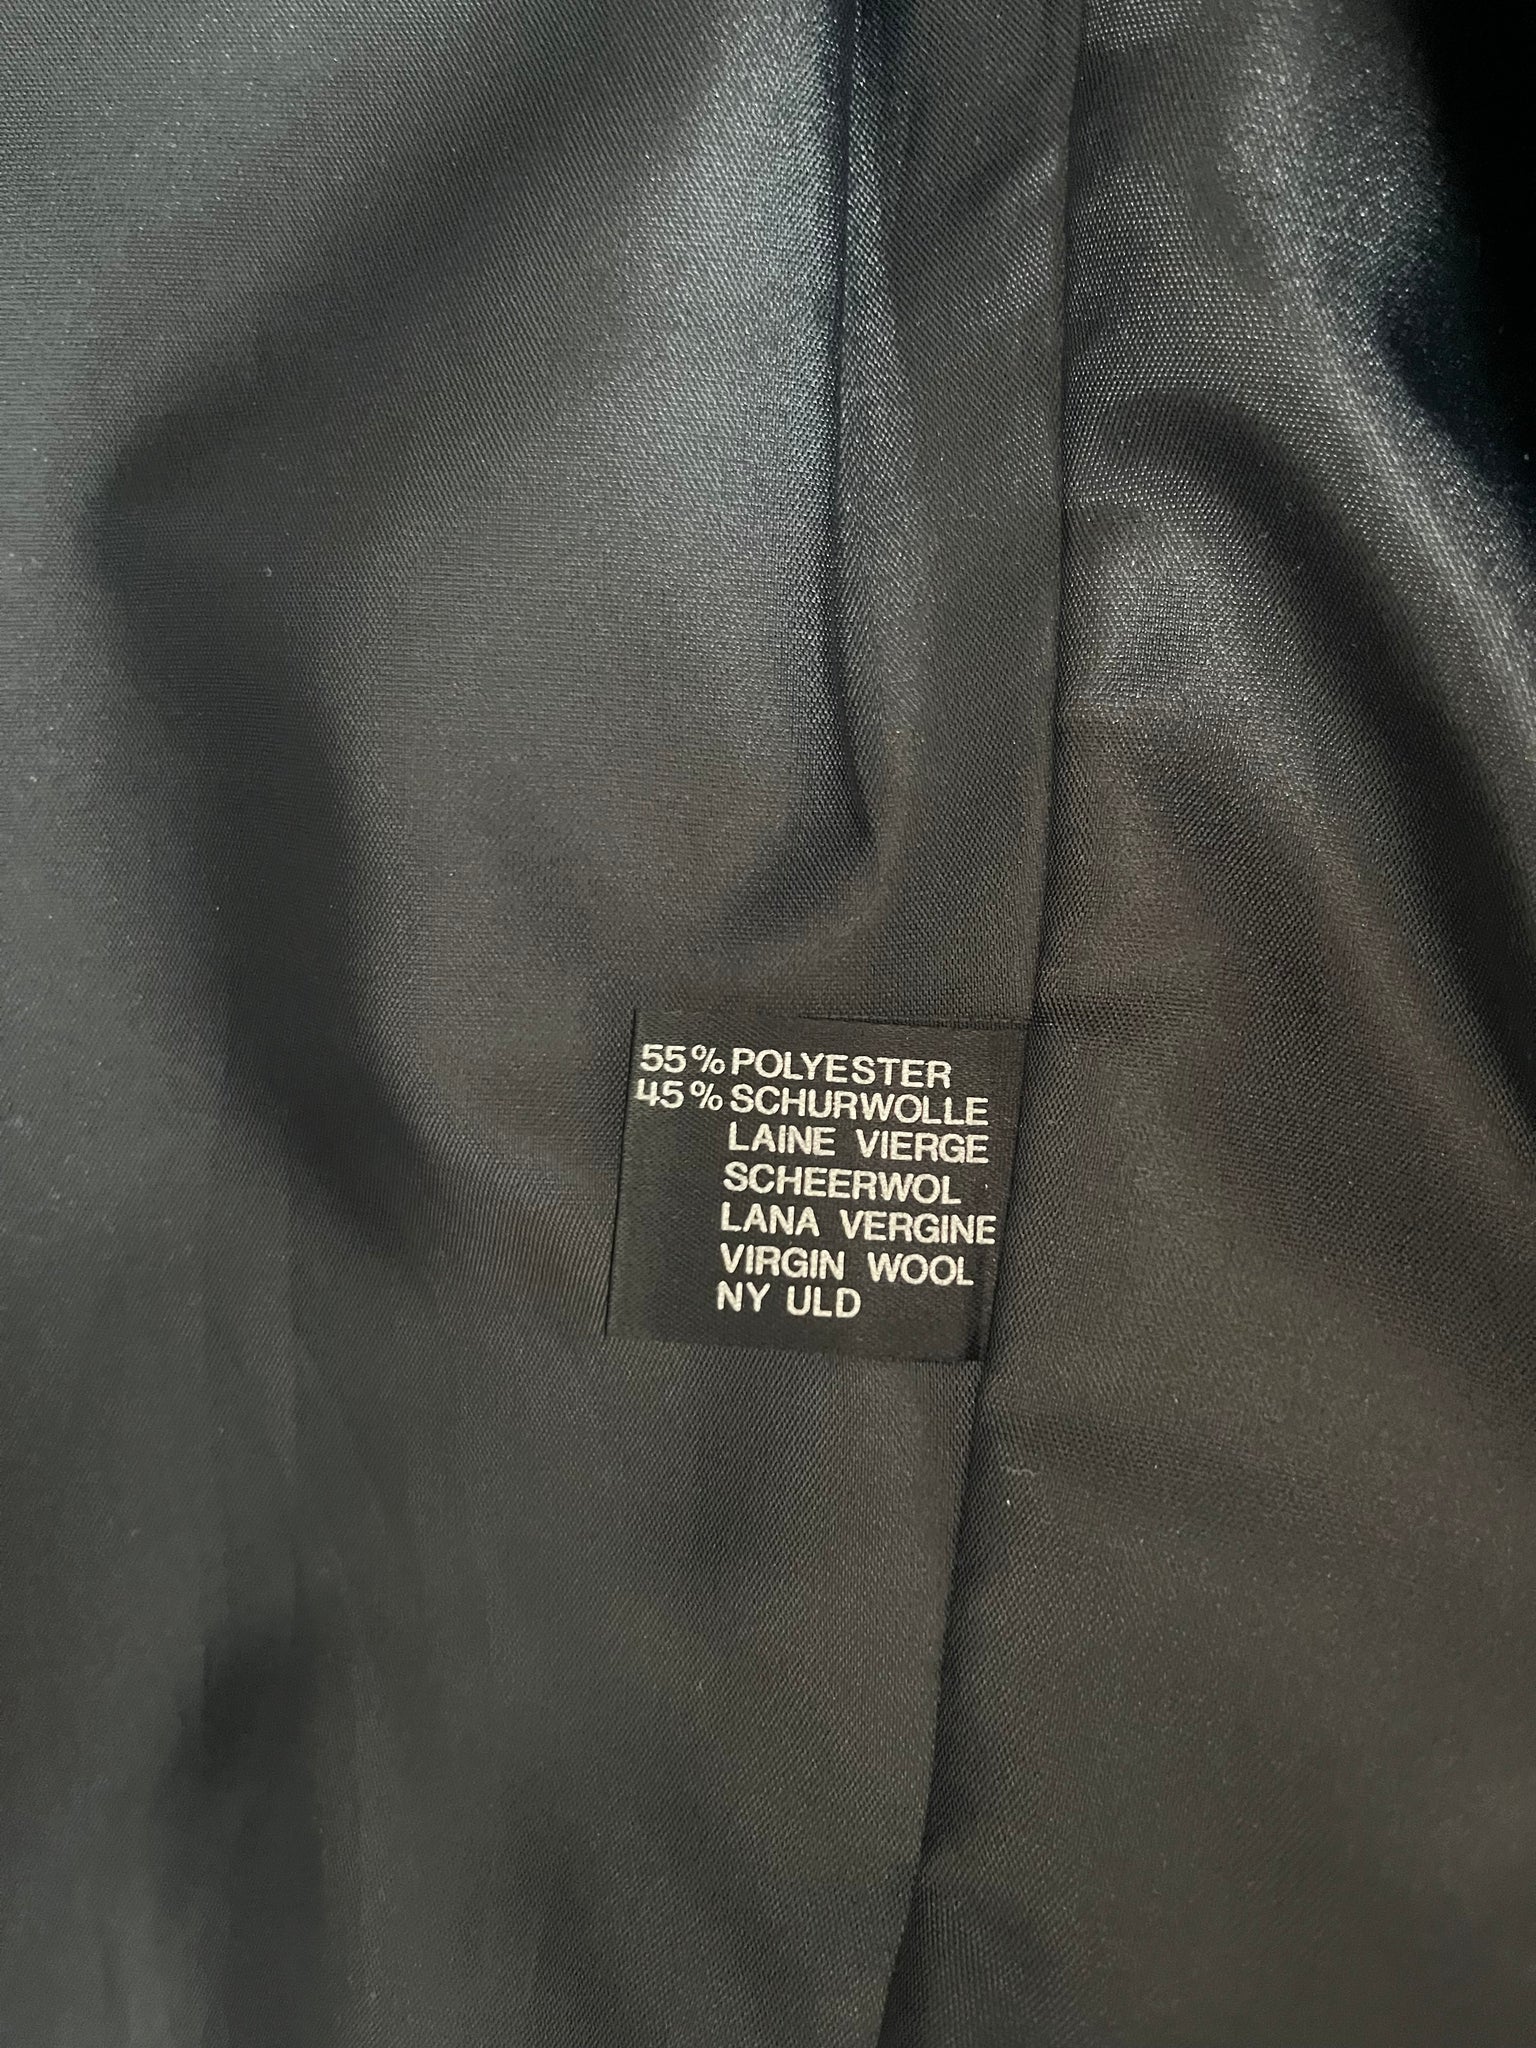 55% POLYESTER
45% SCHURWOLLE
LAINE VIERGE
SCHEERWOL
LANA VERGINE
VIRGIN WOOL
NY ULD